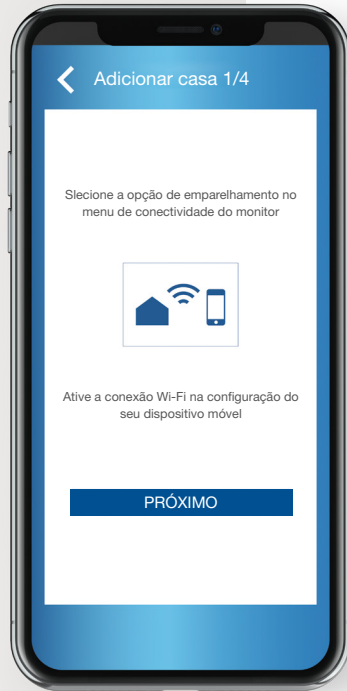 Adicionar casa 1/4
Slecione a opção de emparelhamento no
menu de conectividade do monitor
Ative a conexão Wi-Fi na configuração do
seu dispositivo móvel
PRÓXIMO